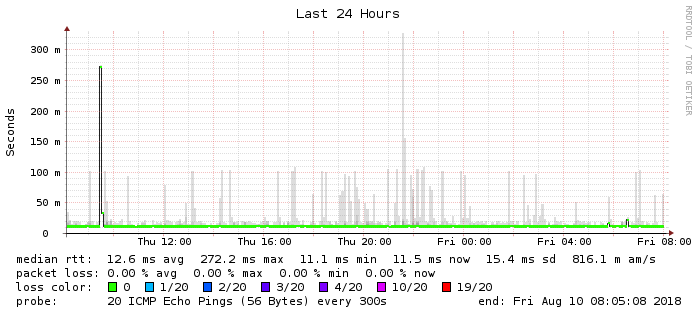 Last 24 Hours
RRDTOOL / TOBI OETIKER
Seconds
300 m
250 m
200 m
150 m
100 m
50 m
0
Thu 12:00 Thu 16:00 Thu 20:00 Fri 00:00 Fri 04:00 Fri 08:00
median rtt: 12.6 ms avg 272.2 ms max 11.1 ms min 11.5 ms now 15.4 ms sd 816.1 m am/s
packet loss: 0.00 % avg 0.00 % max 0.00 % min 0.00 % now
loss color: 0 1/20 2/20 3/20 4/20 10/20 19/20
probe: 20 ICMP Echo Pings (56 Bytes) every 300s end: Fri Aug 10 08:05:08 2018